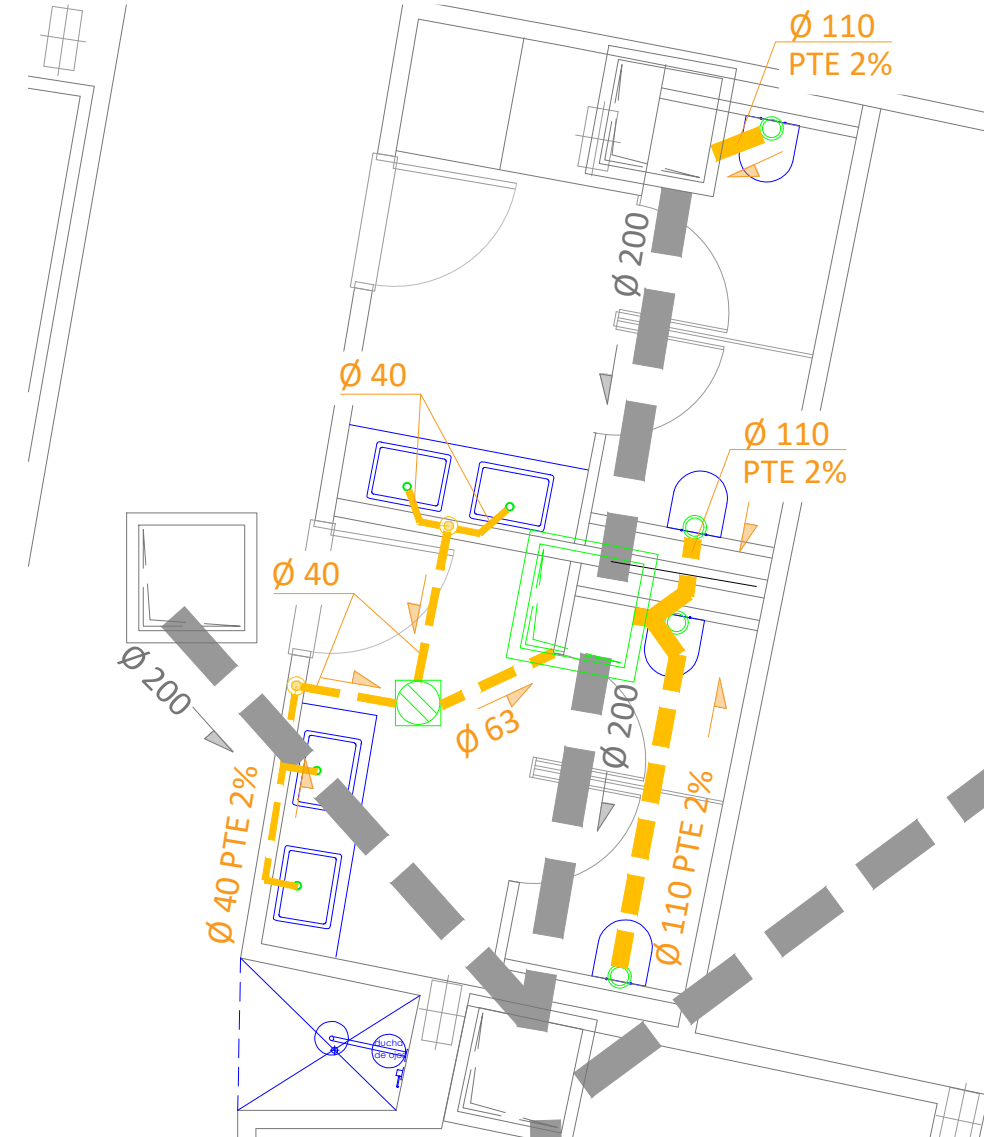 Ø 110
PTE 2%
Ø 200
Ø 40
Ø 110
PTE 2%
Ø 40
Ø 200
Ø 63
Ø 200
Ø 40 PTE 2%
Ø 110 PTE 2%
ducha
de ojos